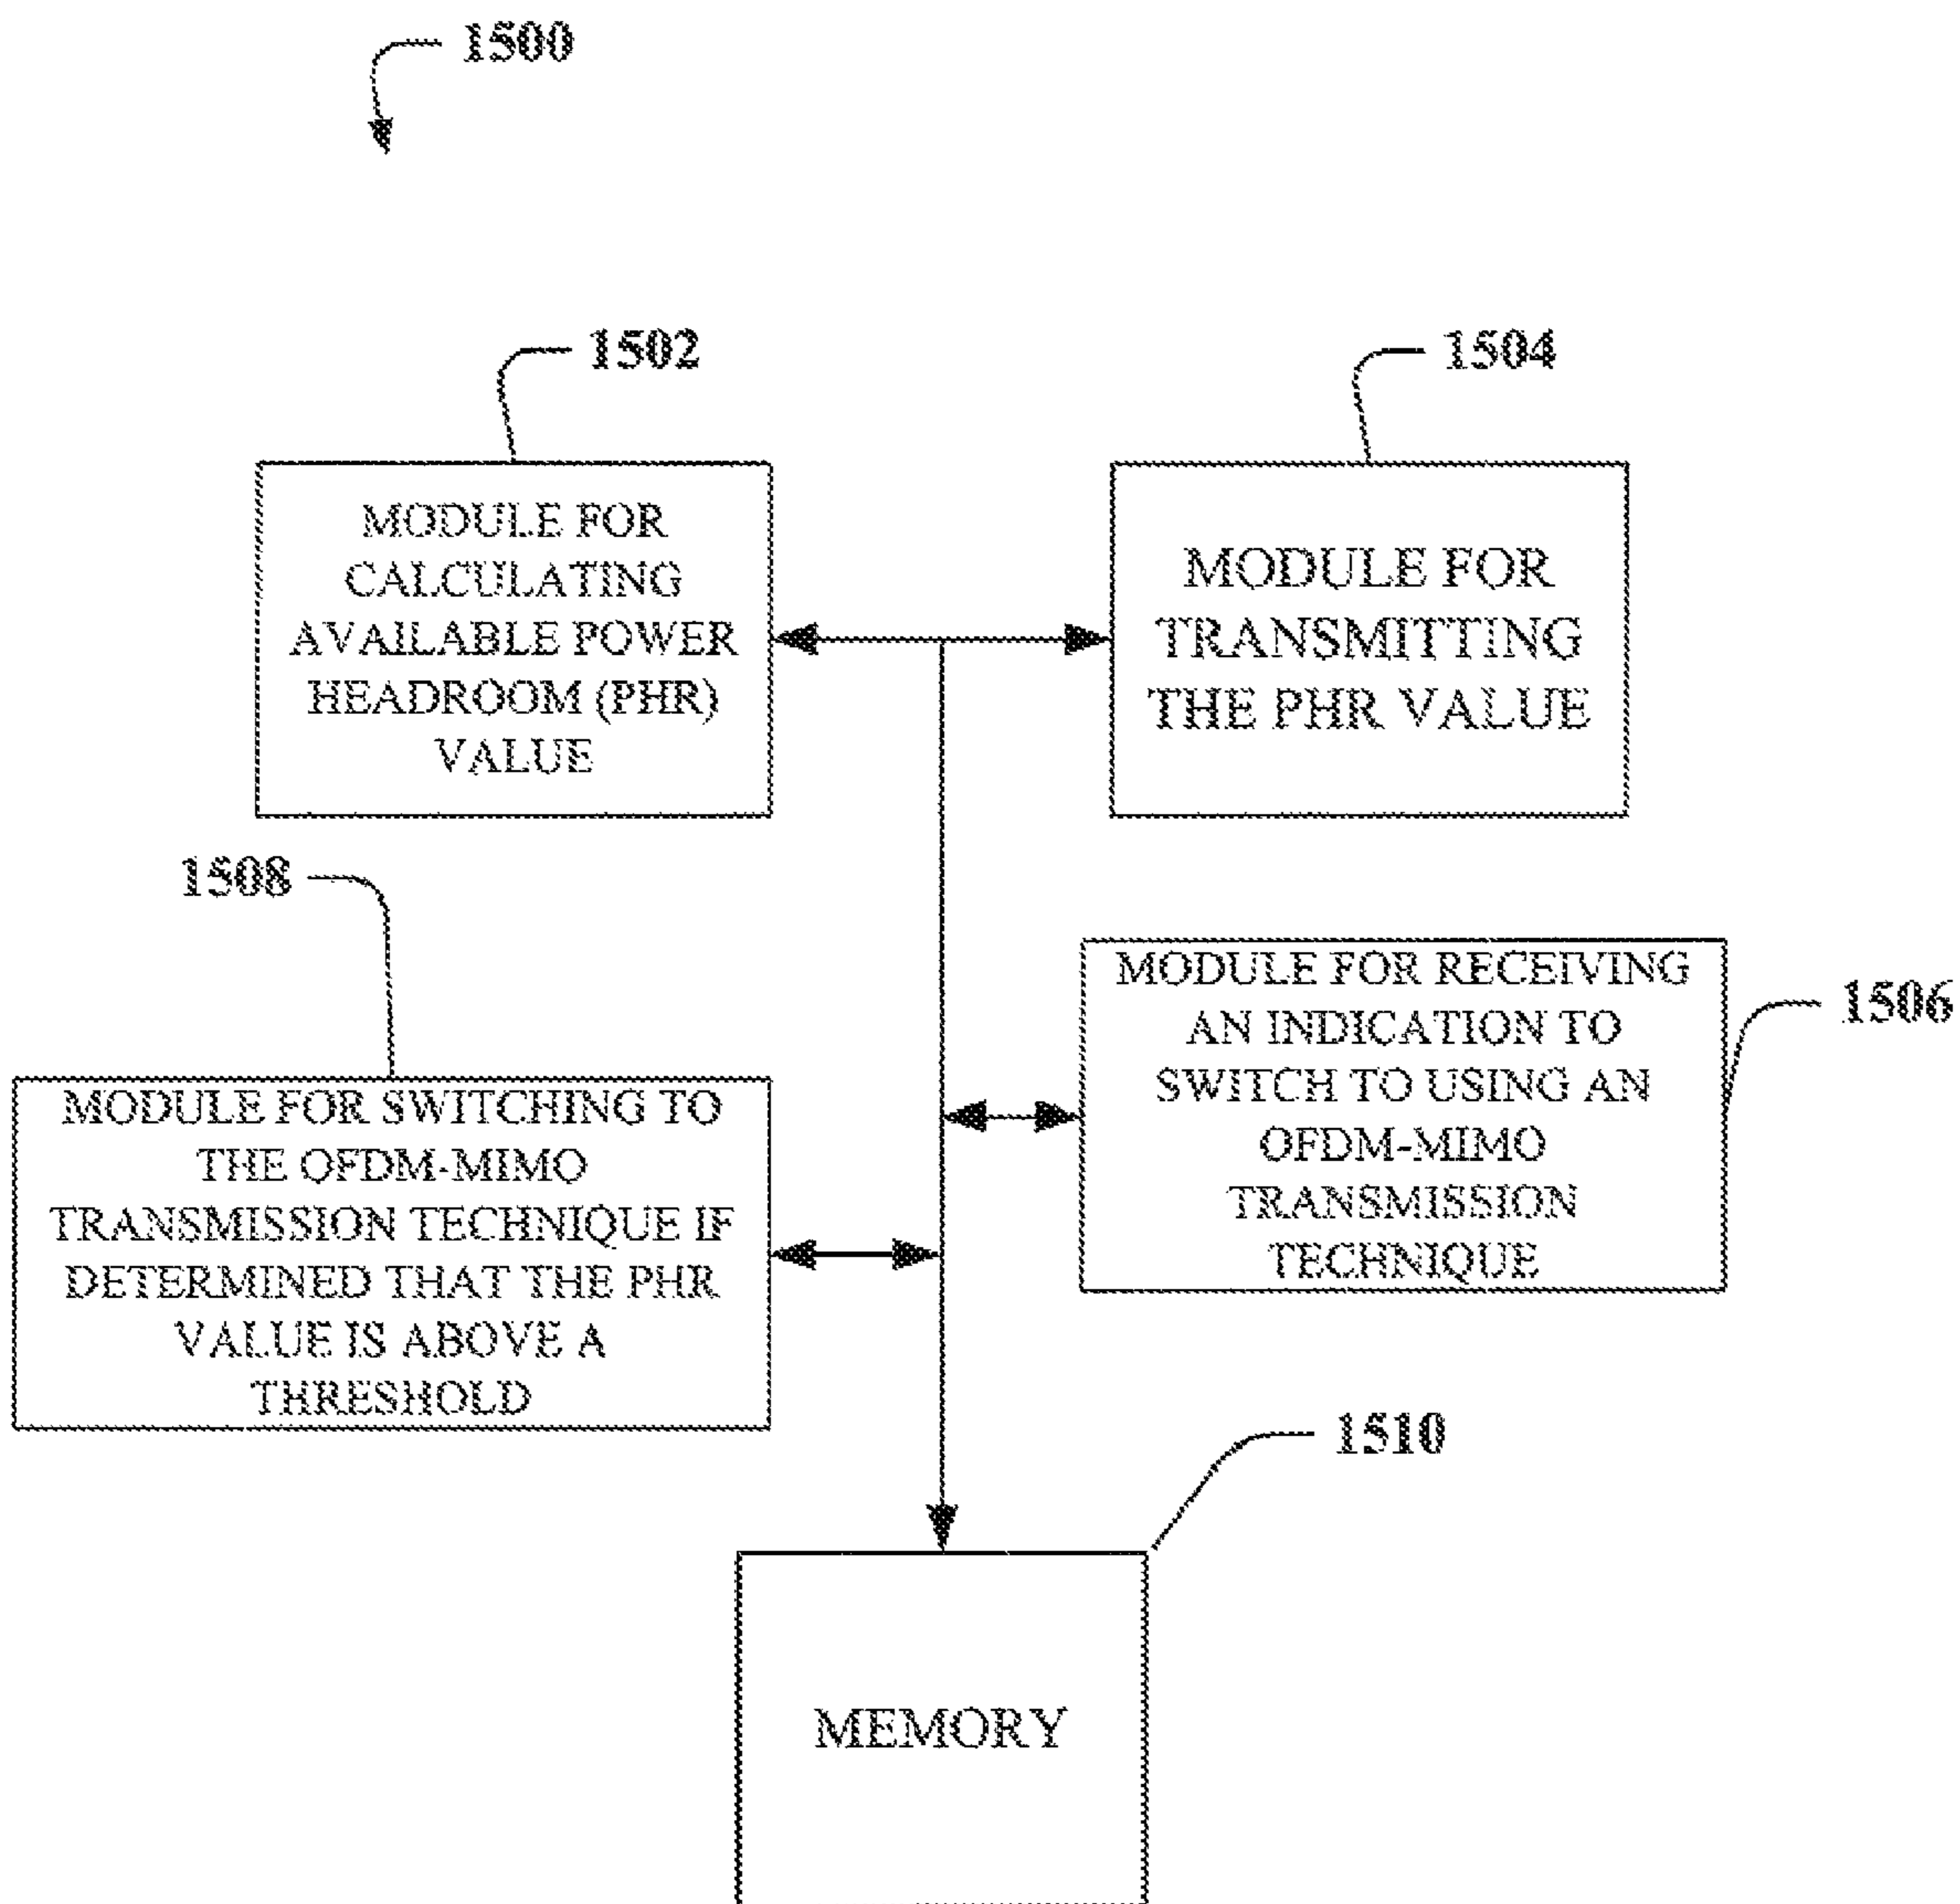 1500
1502
1504
MODULE FOR
CALCULATING
AVAILABLE POWER
HEADROOM (PHR)
VALUE
MODULE FOR
TRANSMITTING
THE PHR VALUE
1508
MODULE FOR SWITCHING TO
THE OFDM-MIMO
TRANSMISSION TECHNIQUE IF
DETERMINED THAT THE PHR
VALUE IS ABOVE A
THRESHOLD
MODULE FOR RECEIVING
AN INDICATION TO
SWITCH TO USING AN
OFDM-MIMO
TRANSMISSION
TECHNIQUE
1506
1510
MEMORY